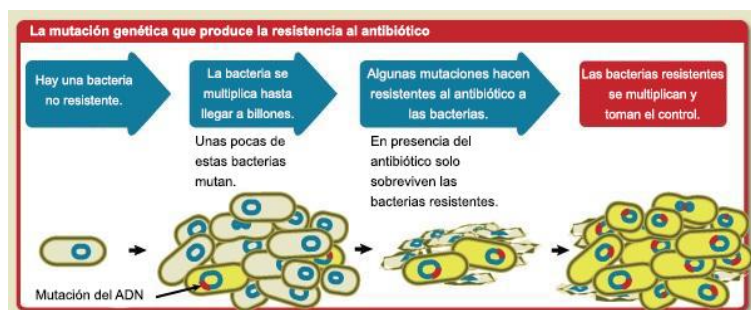 La mutación genética que produce la resistencia al antibiótico
Hay una bacteria
no resistente.
La bacteria se
multiplica hasta
llegar a billones.
Unas pocas de
estas bacterias
mutan.
Algunas mutaciones hacen
resistentes al antibiótico a
las bacterias.
En presencia del
antibiótico solo
sobreviven las
bacterias resistentes.
Las bacterias resistentes
se multiplican y
toman el control.
Mutación del ADN